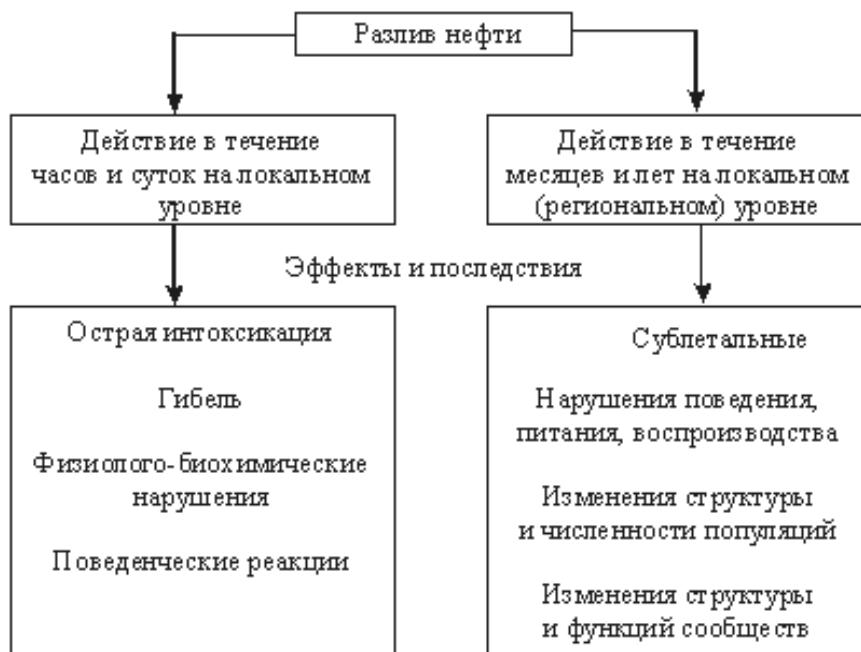 Разлив нефти
Действие в течение
часов и суток на локальном
уровне
Действие в течение
месяцев и лет на локальном
(региональном) уровне
Эффекты и последствия
Острая интоксикация
Гибель
Физиолого-биохимические
нарушения
Поведенческие реакции
Сублетальные
Нарушения поведения,
питания, воспроизводства
Изменения структуры
и численности популяций
Изменения структуры
и функций сообществ